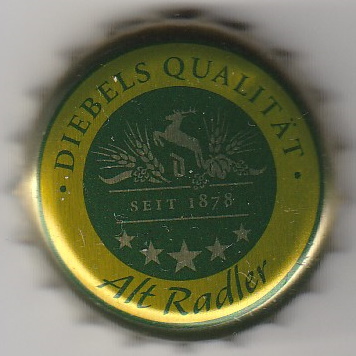 · DIEBELS QUALITÄT ·
D
SEIT 1878
Alt Radler